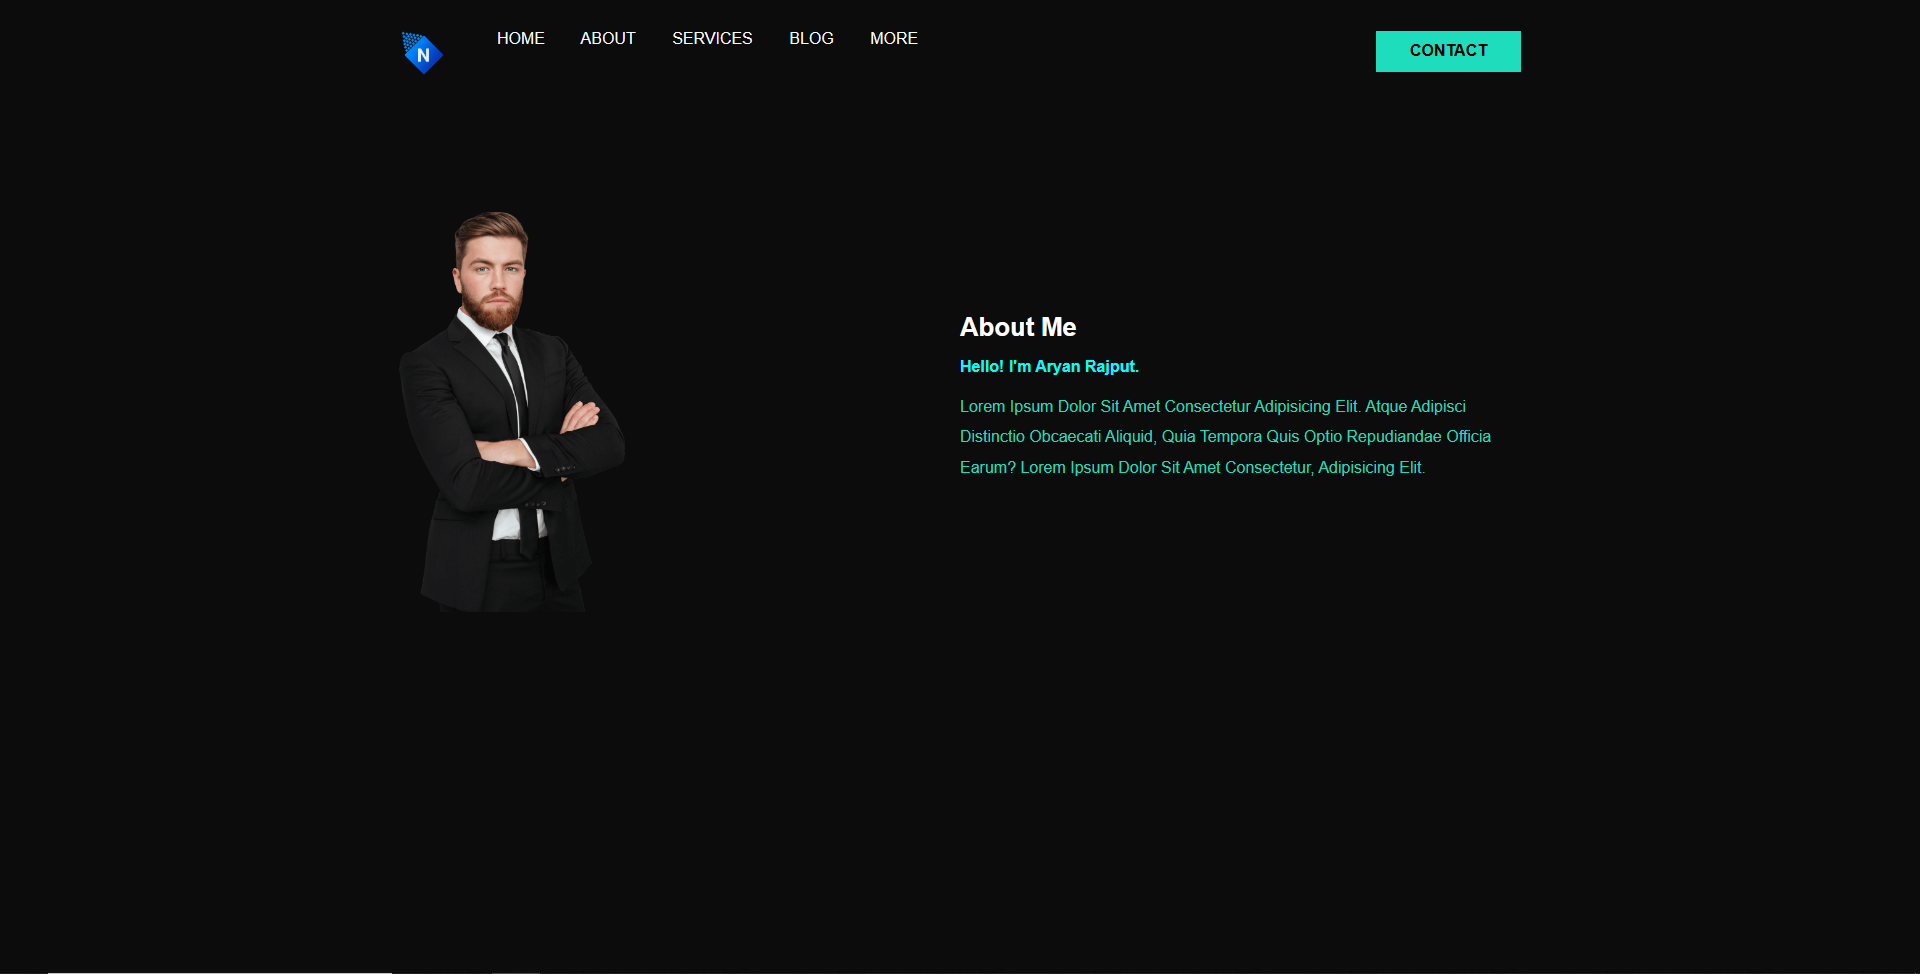 N
HOME ABOUT SERVICES BLOG MORE
CONTACT
About Me
Hello! I'm Aryan Rajput.
Lorem Ipsum Dolor Sit Amet Consectetur Adipisicing Elit. Atque Adipisci
Distinctio Obcaecati Aliquid, Quia Tempora Quis Optio Repudiandae Officia
Earum? Lorem Ipsum Dolor Sit Amet Consectetur, Adipisicing Elit.